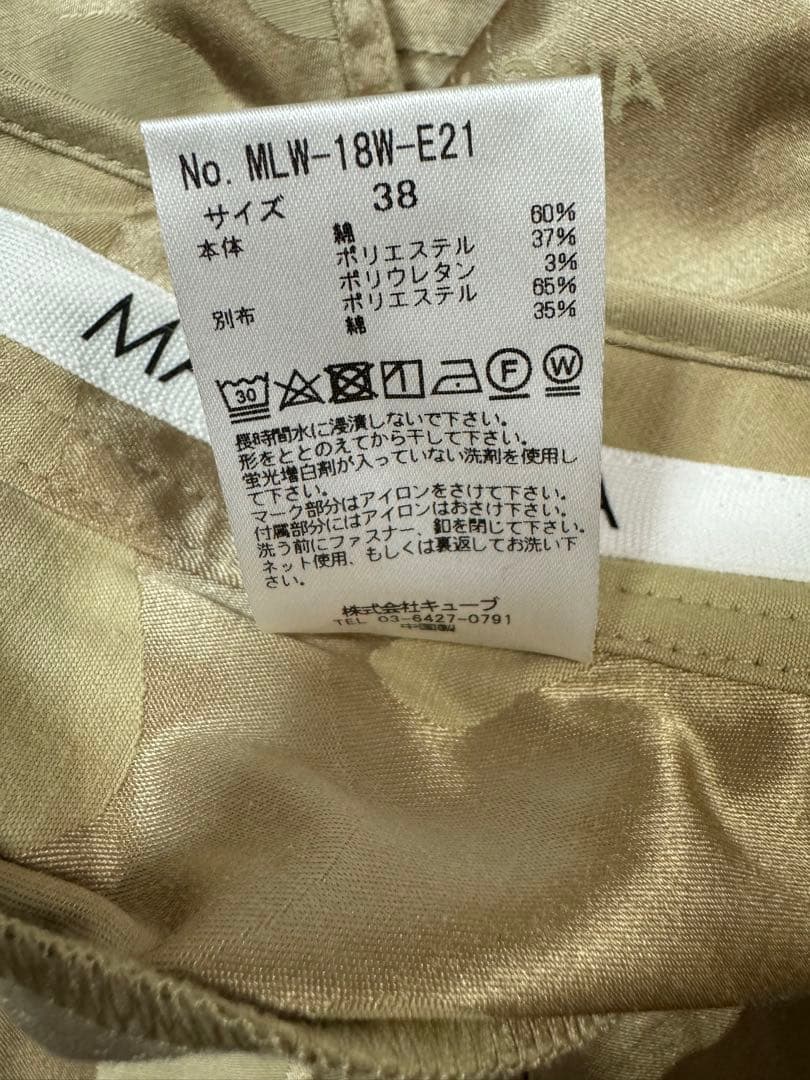 No. MLW-18W-E21
サイズ 38
本体 綿 60%
ポリエステル 37%
ポリウレタン 3%
別布 ポリエステル 65%
綿 35%
30 F W
長時間水に浸漬しないで下さい。
形をととのえてから干して下さい。
蛍光増白剤が入っていない洗剤を使用し
て下さい。
マーク部分はアイロンをさけて下さい。
付属部分にはアイロンはおさけ下さい。
洗う前にファスナー、釦を閉じて下さい。
ネット使用、もしくは裏返してお洗い下
さい。
株式会社キューブ
TEL 03-6427-0791
中国製
MA
A